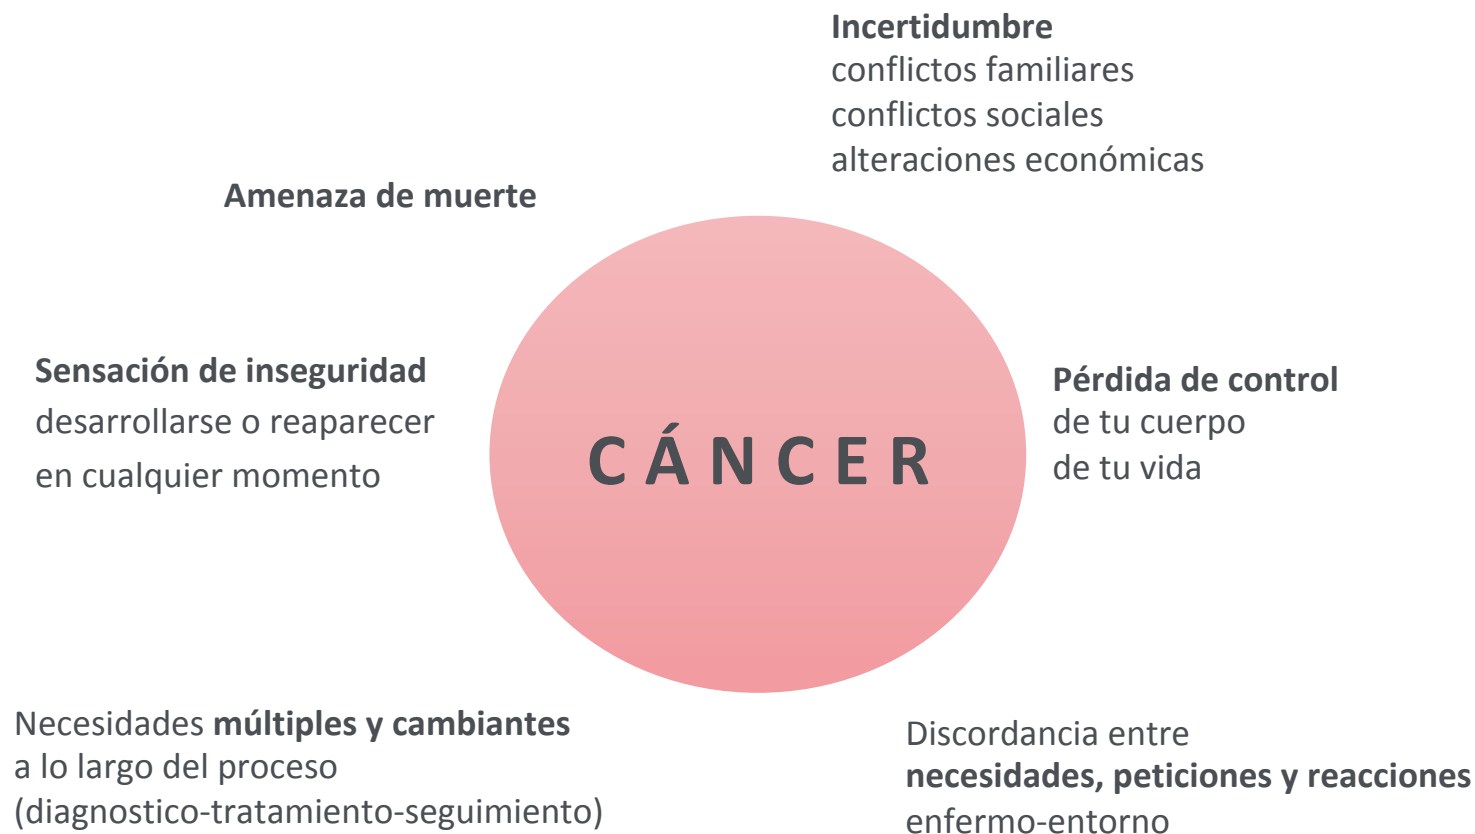 Incertidumbre
conflictos familiares
conflictos sociales
alteraciones económicas
Amenaza de muerte
Sensación de inseguridad
desarrollarse o reaparecer
en cualquier momento
CÁNCER
Pérdida de control
de tu cuerpo
de tu vida
Necesidades múltiples y cambiantes
a lo largo del proceso
(diagnostico-tratamiento-seguimiento)
Discordancia entre
necesidades, peticiones y reacciones
enfermo-entorno